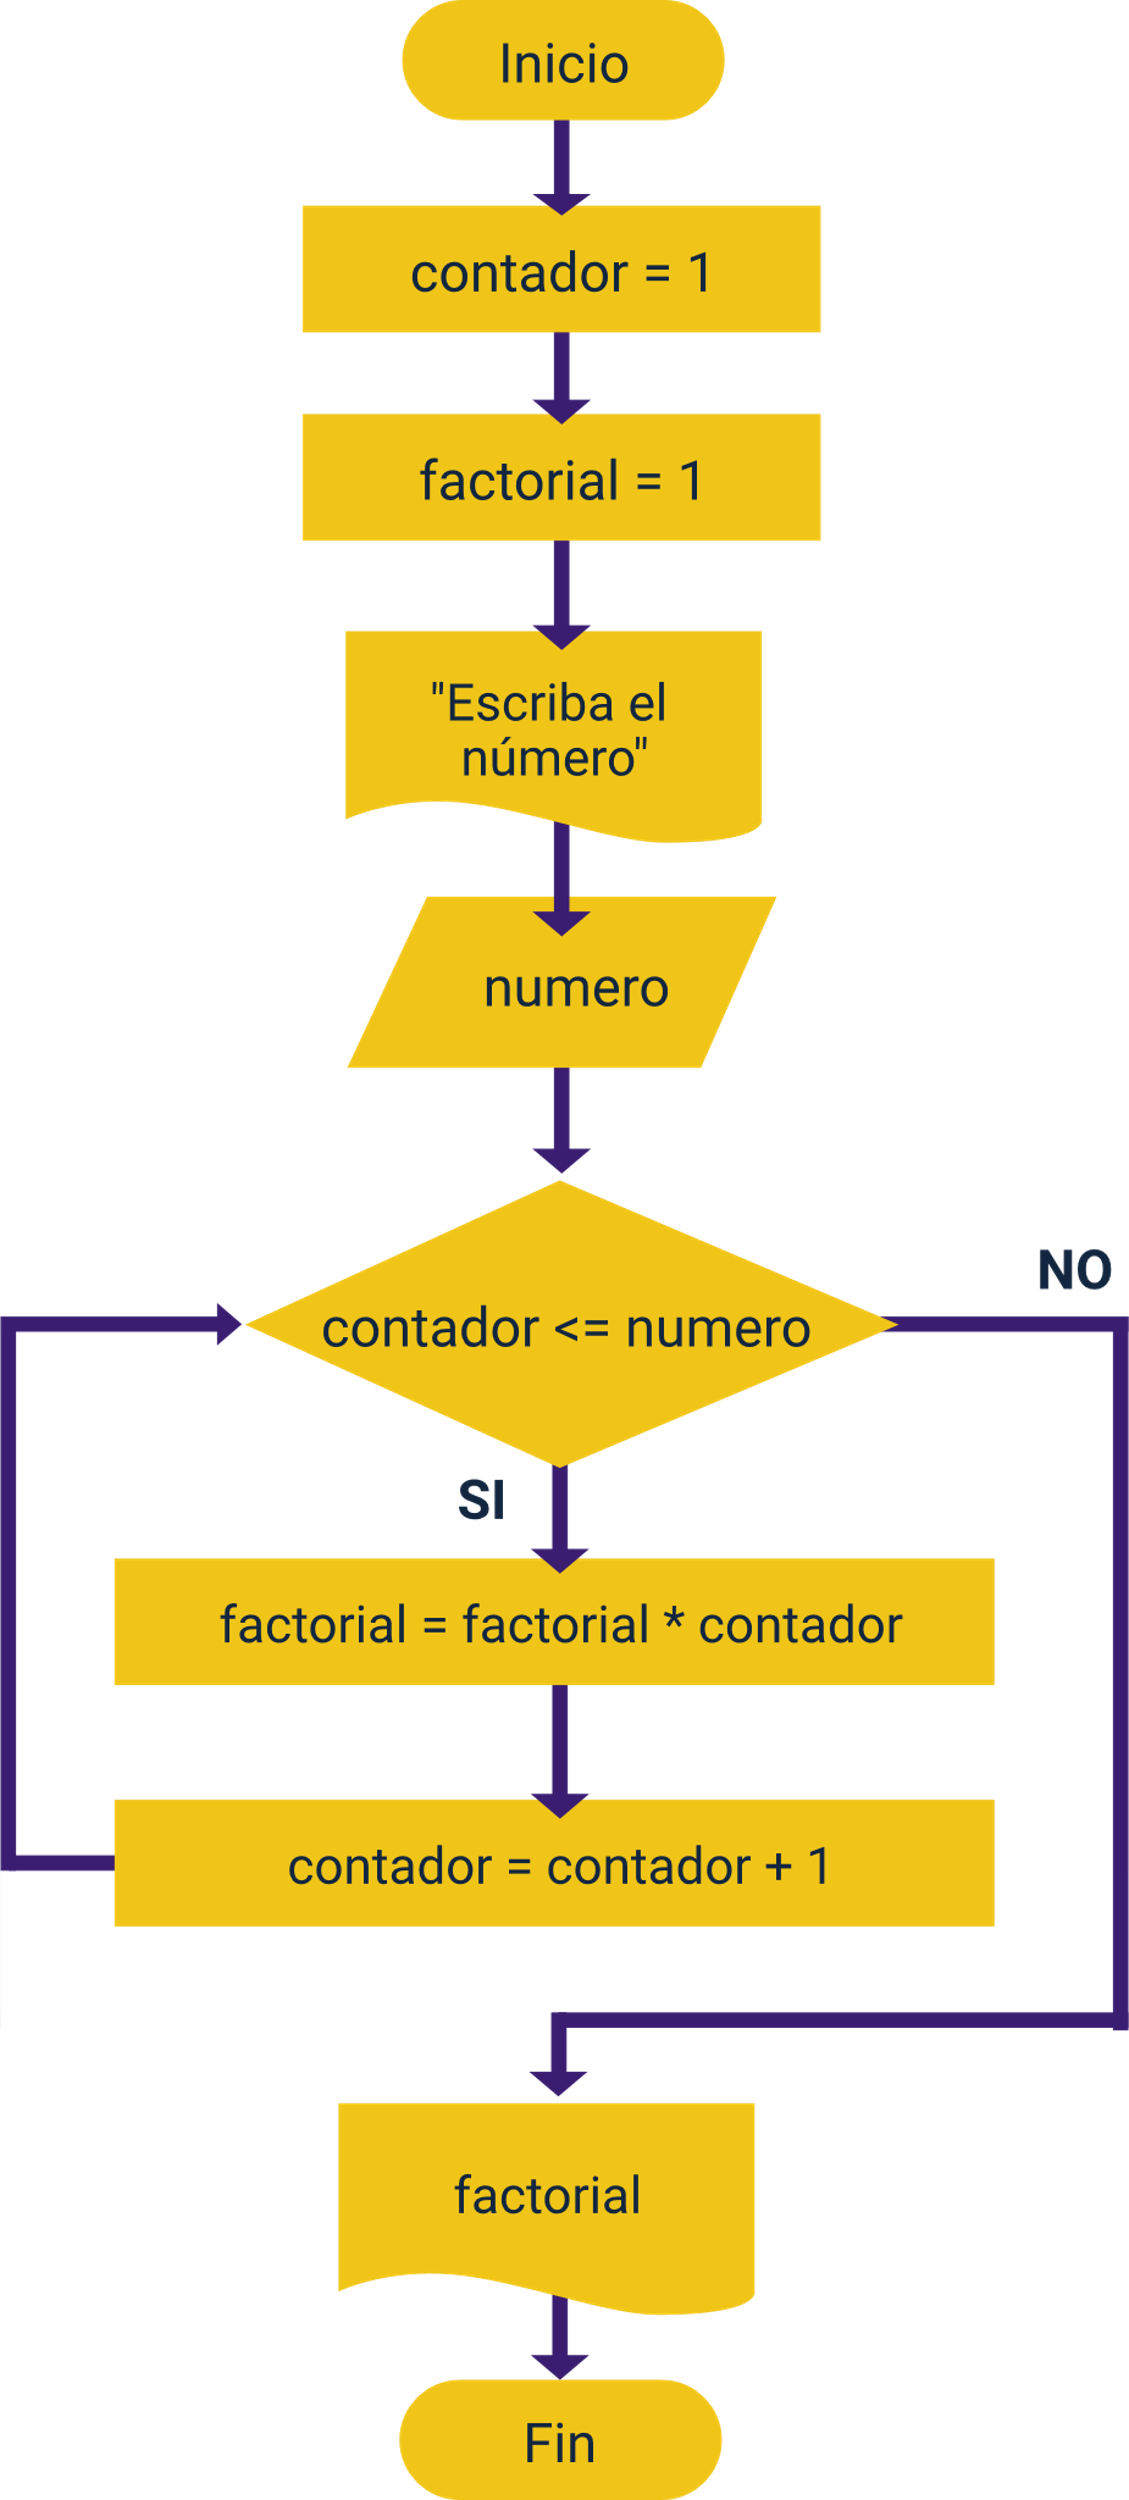 Inicio
contador = 1
factorial = 1
"Escriba el
número"
numero
contador <= numero
NO
SI
factorial = factorial * contador
contador = contador + 1
factorial
Fin